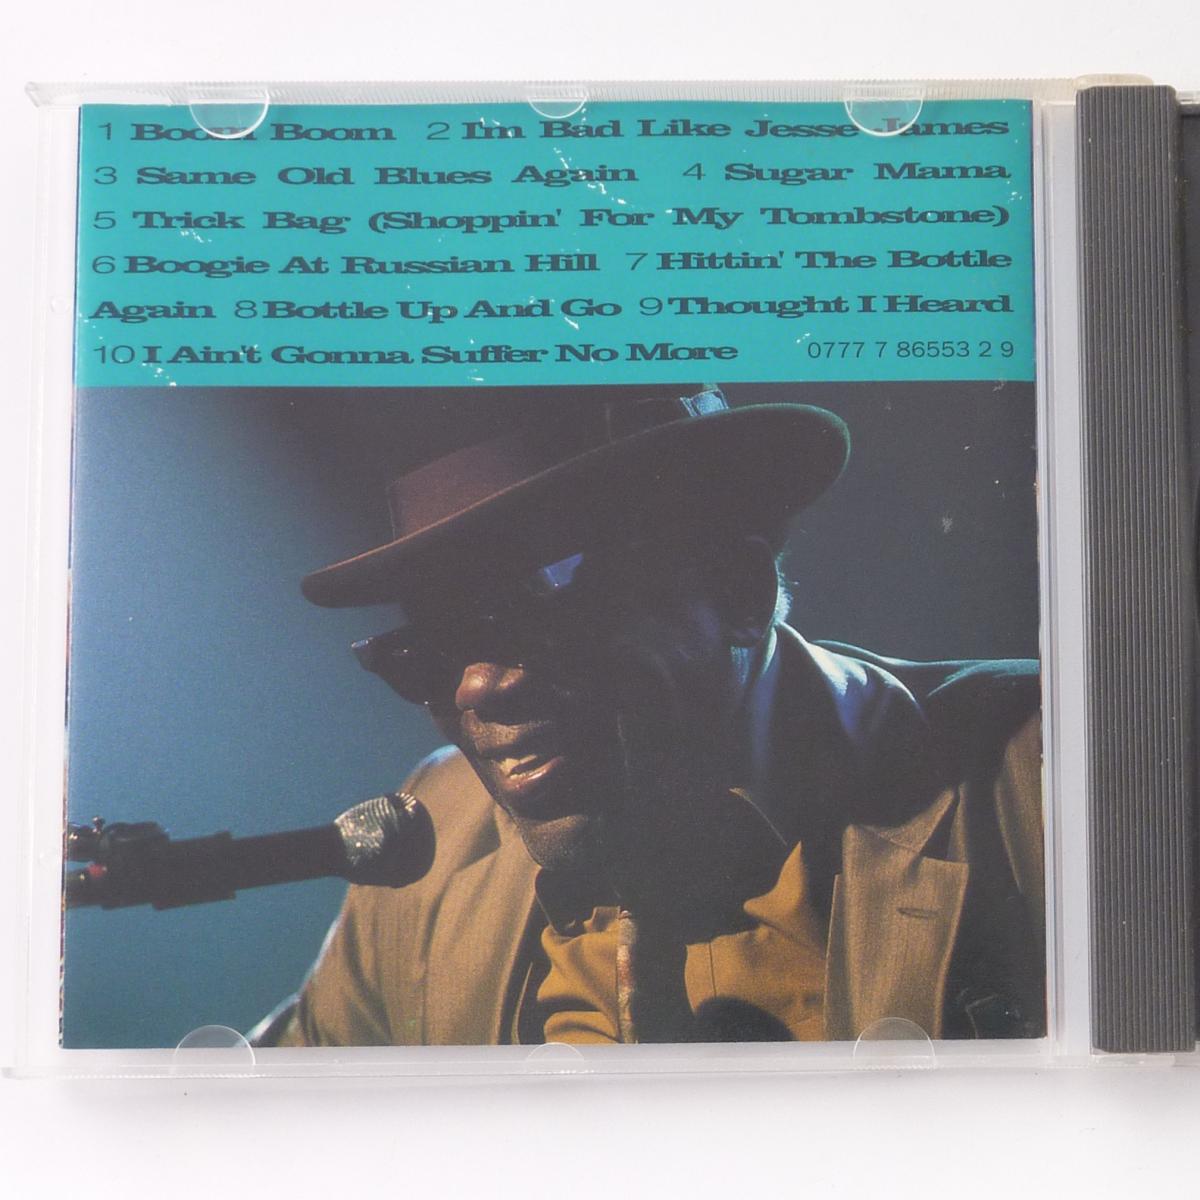 1 Boom Boom 2 I'm Bad Like Jesse James
3 Same Old Blues Again 4 Sugar Mama
5 Trick Bag (Shoppin' For My Tombstone)
6 Boogie At Russian Hill 7 Hittin' The Bottle
Again 8 Bottle Up And Go 9 Thought I Heard
10 I Ain't Gonna Suffer No More 0777 7 86553 2 9